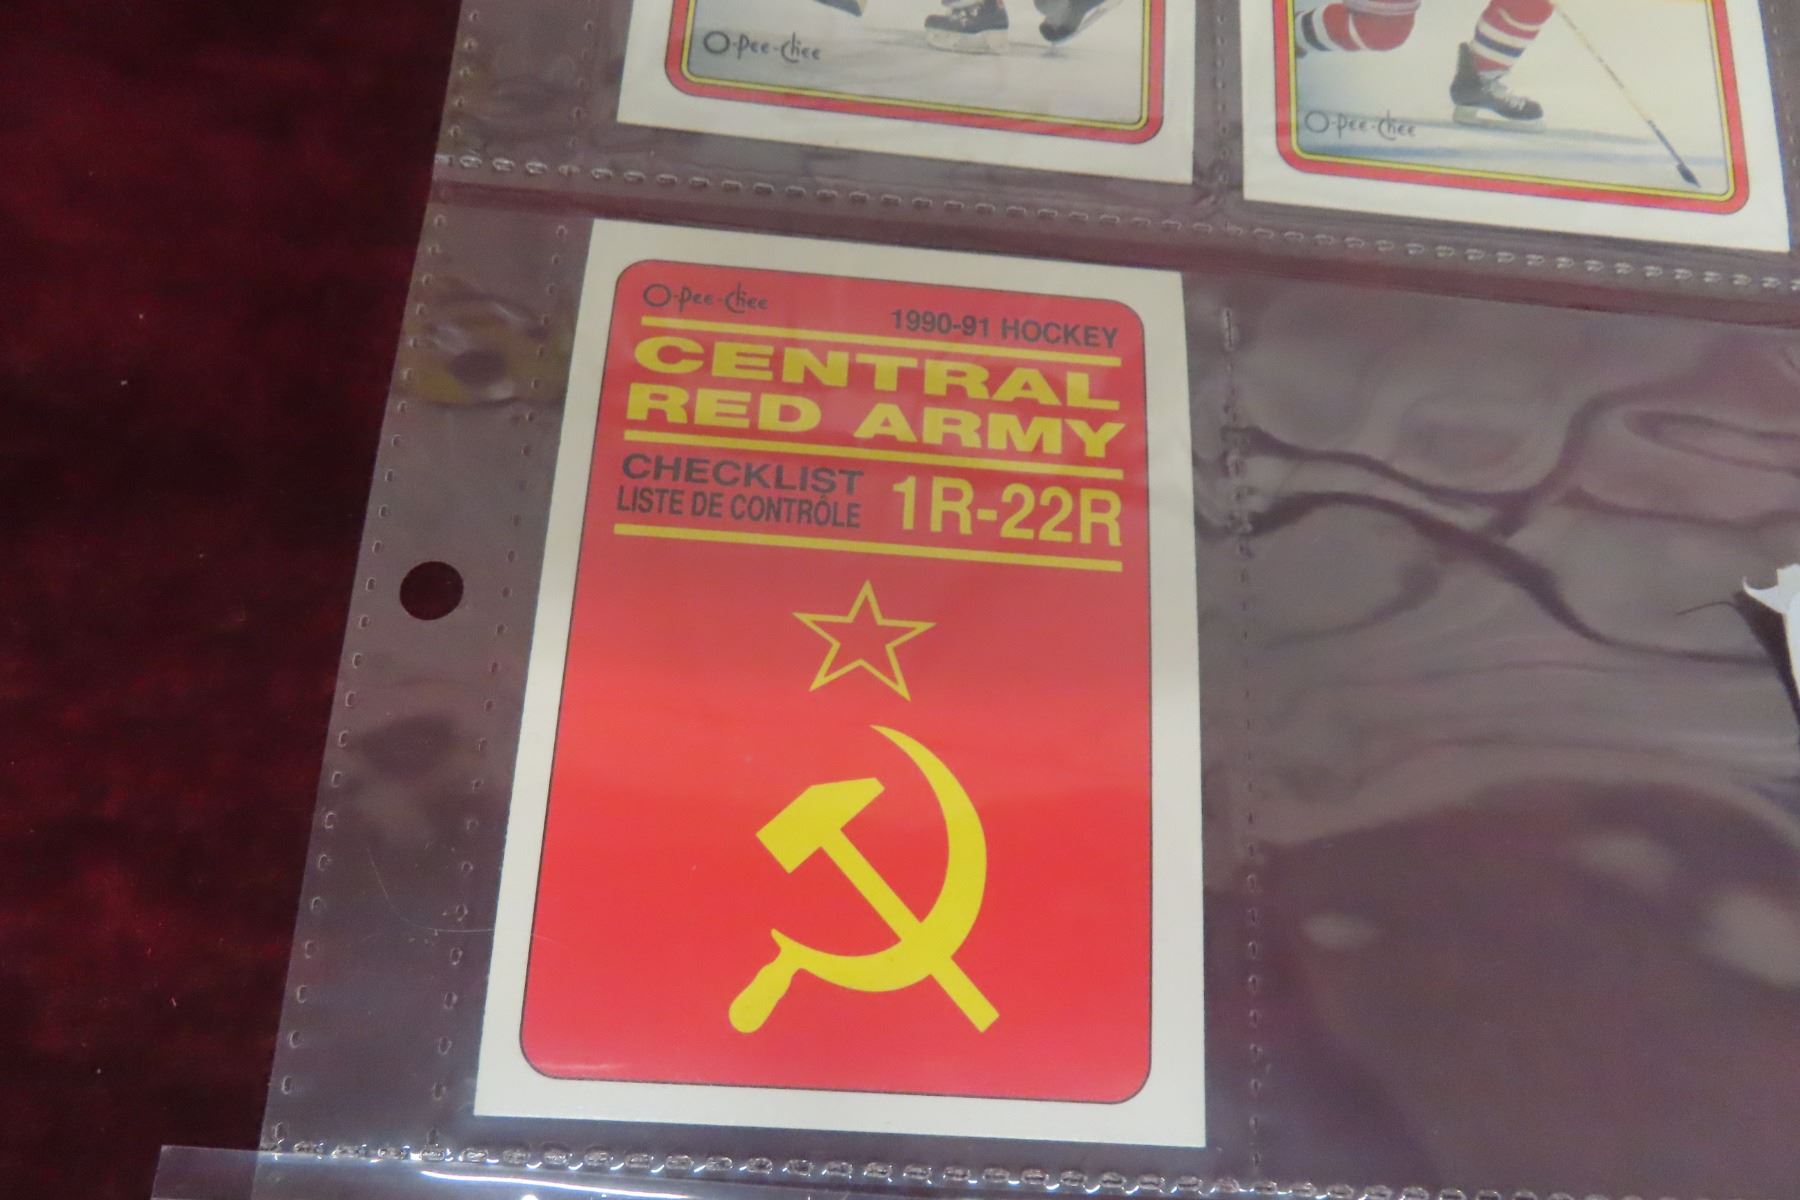 O-Pee-Chee
O-Pee-Chee
O-Pee-Chee
1990-91 HOCKEY
CENTRAL
RED ARMY
CHECKLIST
LISTE DE CONTRÔLE
1R-22R